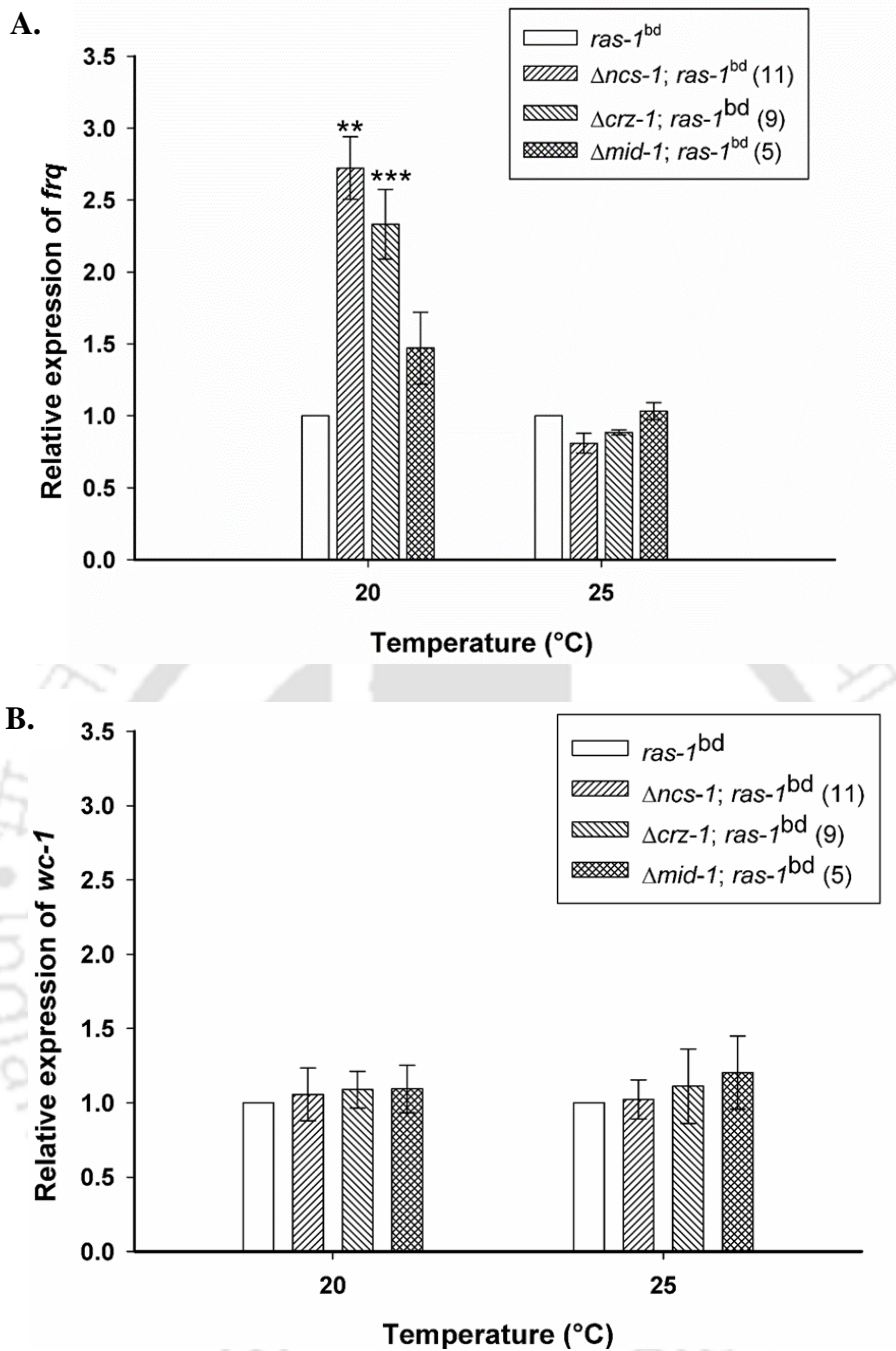 A.
3.5
3.0
2.5
2.0
1.5
1.0
0.5
0.0
Relative expression of frq
ras-1bd
Δncs-1; ras-1bd (11)
Δcrz-1; ras-1bd (9)
Δmid-1; ras-1bd (5)
**
***
20
25
Temperature (°C)
B.
3.5
3.0
2.5
2.0
1.5
1.0
0.5
0.0
Relative expression of wc-1
ras-1bd
Δncs-1; ras-1bd (11)
Δcrz-1; ras-1bd (9)
Δmid-1; ras-1bd (5)
20
25
Temperature (°C)